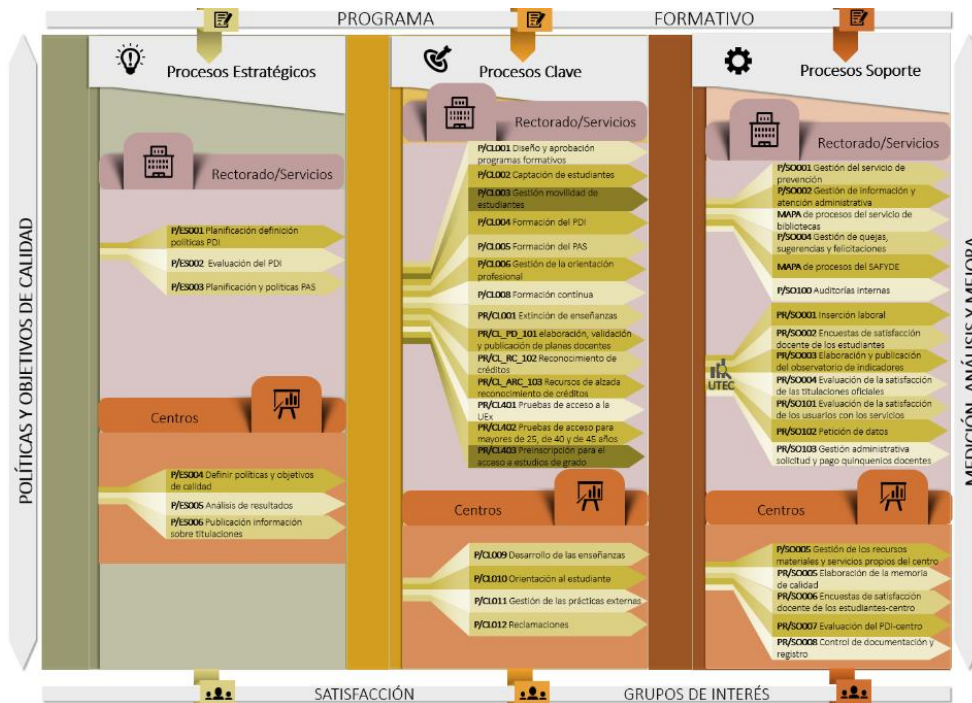 PROGRAMA FORMATIVO
POLÍTICAS Y OBJETIVOS DE CALIDAD
Procesos Estratégicos
Rectorado/Servicios
P/ES001 Planificación definición
políticas PDI
P/ES002 Evaluación del PDI
P/ES003 Planificación y políticas PAS
Centros
P/ES004 Definir políticas y objetivos
de calidad
P/ES005 Análisis de resultados
P/ES006 Publicación información
sobre titulaciones
Procesos Clave
Rectorado/Servicios
P/CL001 Diseño y aprobación
programas formativos
P/CL002 Captación de estudiantes
P/CL003 Gestión movilidad de
estudiantes
P/CL004 Formación del PDI
P/CL005 Formación del PAS
P/CL006 Gestión de la orientación
profesional
P/CL008 Formación contínua
PR/CL001 Extinción de enseñanzas
PR/CL_PD_101 elaboración, validación
y publicación de planes docentes
PR/CL_RC_102 Reconocimiento de
créditos
PR/CL_ARC_103 Recursos de alzada
reconocimiento de créditos
PR/CL401 Pruebas de acceso a la
UEx
PR/CL402 Pruebas de acceso para
mayores de 25, de 40 y de 45 años
PR/CL403 Preinscripción para el
acceso a estudios de grado
Centros
P/CL009 Desarrollo de las enseñanzas
P/CL010 Orientación al estudiante
P/CL011 Gestión de las prácticas externas
P/CL012 Reclamaciones
Procesos Soporte
Rectorado/Servicios
P/SO001 Gestión del servicio de
prevención
P/SO002 Gestión de información y
atención administrativa
MAPA de procesos del servicio de
bibliotecas
P/SO004 Gestión de quejas,
sugerencias y felicitaciones
MAPA de procesos del SAFYDE
P/SO100 Auditorías internas
UTEC
PR/SO001 Inserción laboral
PR/SO002 Encuestas de satisfacción
docente de los estudiantes
PR/SO003 Elaboración y publicación
del observatorio de indicadores
PR/SO004 Evaluación de la satisfacción
de las titulaciones oficiales
PR/SO101 Evaluación de la satisfacción
de los usuarios con los servicios
PR/SO102 Petición de datos
PR/SO103 Gestión administrativa
solicitud y pago quinquenios docentes
Centros
P/SO005 Gestión de los recursos
materiales y servicios propios del centro
PR/SO005 Elaboración de la memoria
de calidad
PR/SO006 Encuestas de satisfacción
docente de los estudiantes-centro
PR/SO007 Evaluación del PDI-centro
PR/SO008 Control de documentación y
registro
MEDICIÓN, ANÁLISIS Y MEJORA
SATISFACCIÓN GRUPOS DE INTERÉS